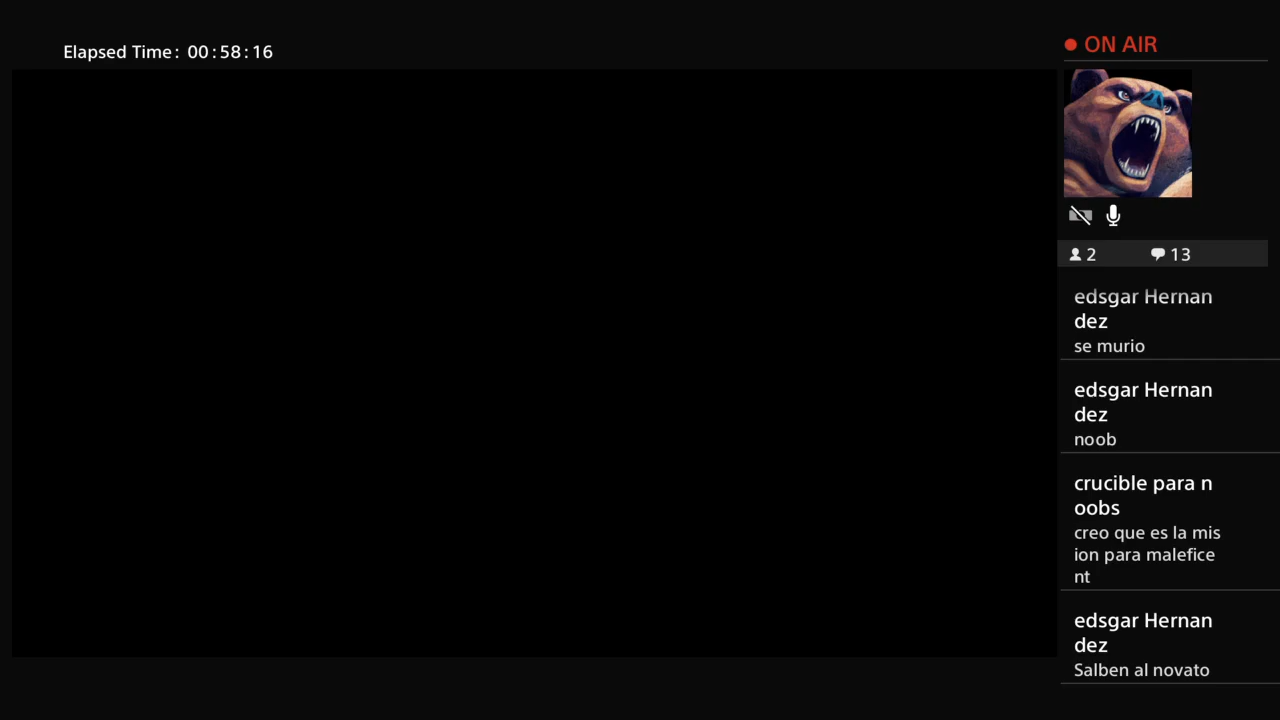 Elapsed Time: 00:58:16
ON AIR
2 13
edsgar Hernan
dez
se murio
edsgar Hernan
dez
noob
crucible para n
oobs
creo que es la mis
ion para malefice
nt
edsgar Hernan
dez
Salben al novato